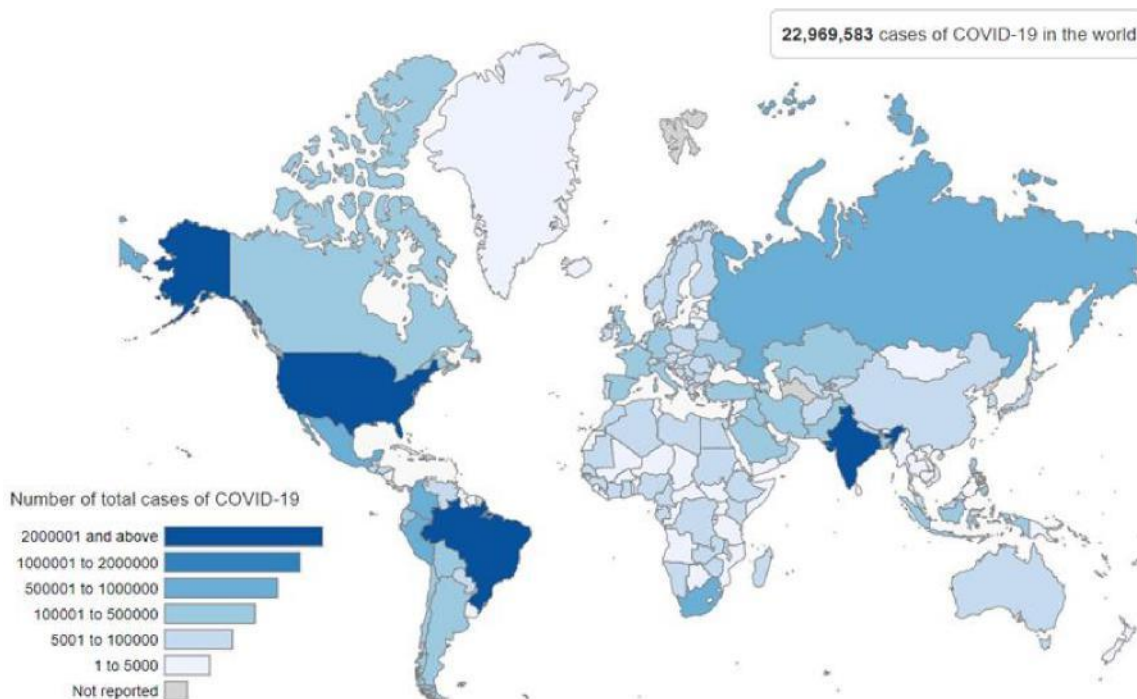 22,969,583 cases of COVID-19 in the world
Number of total cases of COVID-19
2000001 and above
1000001 to 2000000
500001 to 1000000
100001 to 500000
5001 to 100000
1 to 5000
Not reported